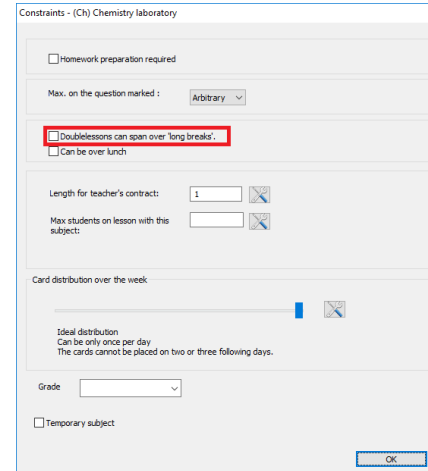 Constraints - (Ch) Chemistry laboratory
Homework preparation required
Max. on the question marked :
Arbitrary
Doublelessons can span over 'long breaks'.
Can be over lunch
Length for teacher's contract:
1
Max students on lesson with this
subject:
Card distribution over the week
Ideal distribution
Can be only once per day
The cards cannot be placed on two or three following days.
Grade
Temporary subject
OK